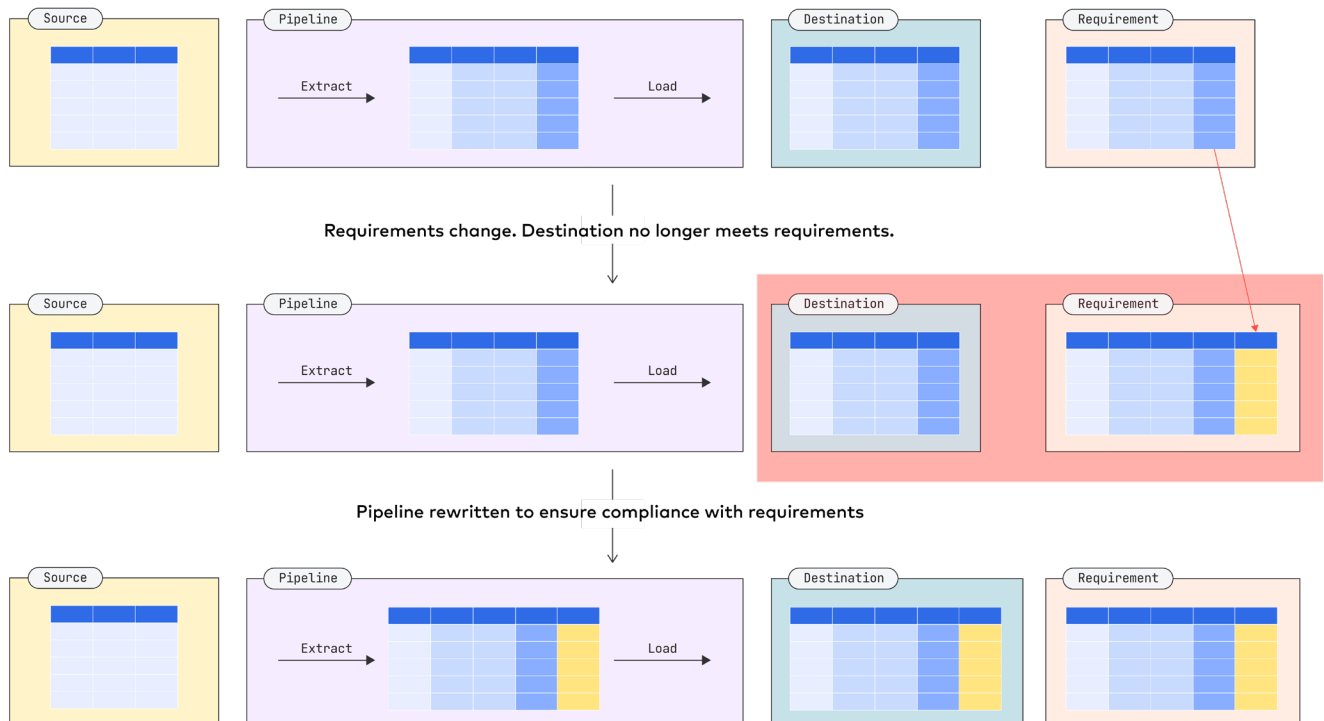 Source
Pipeline
Destination
Requirement
Extract
Load
Requirements change. Destination no longer meets requirements.
Source
Pipeline
Destination
Requirement
Extract
Load
Pipeline rewritten to ensure compliance with requirements
Source
Pipeline
Destination
Requirement
Extract
Load